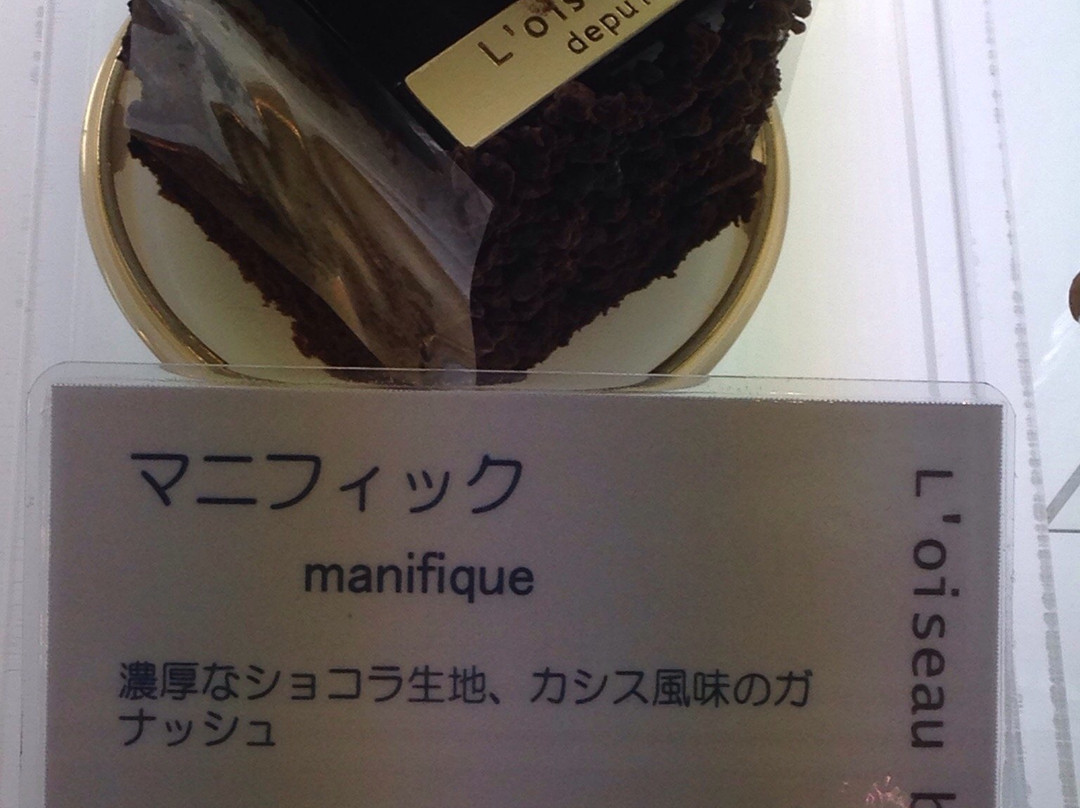 L'ois
depui
マニフィック
manifique
濃厚なショコラ生地、カシス風味のガ
ナッシュ
L'oiseau b